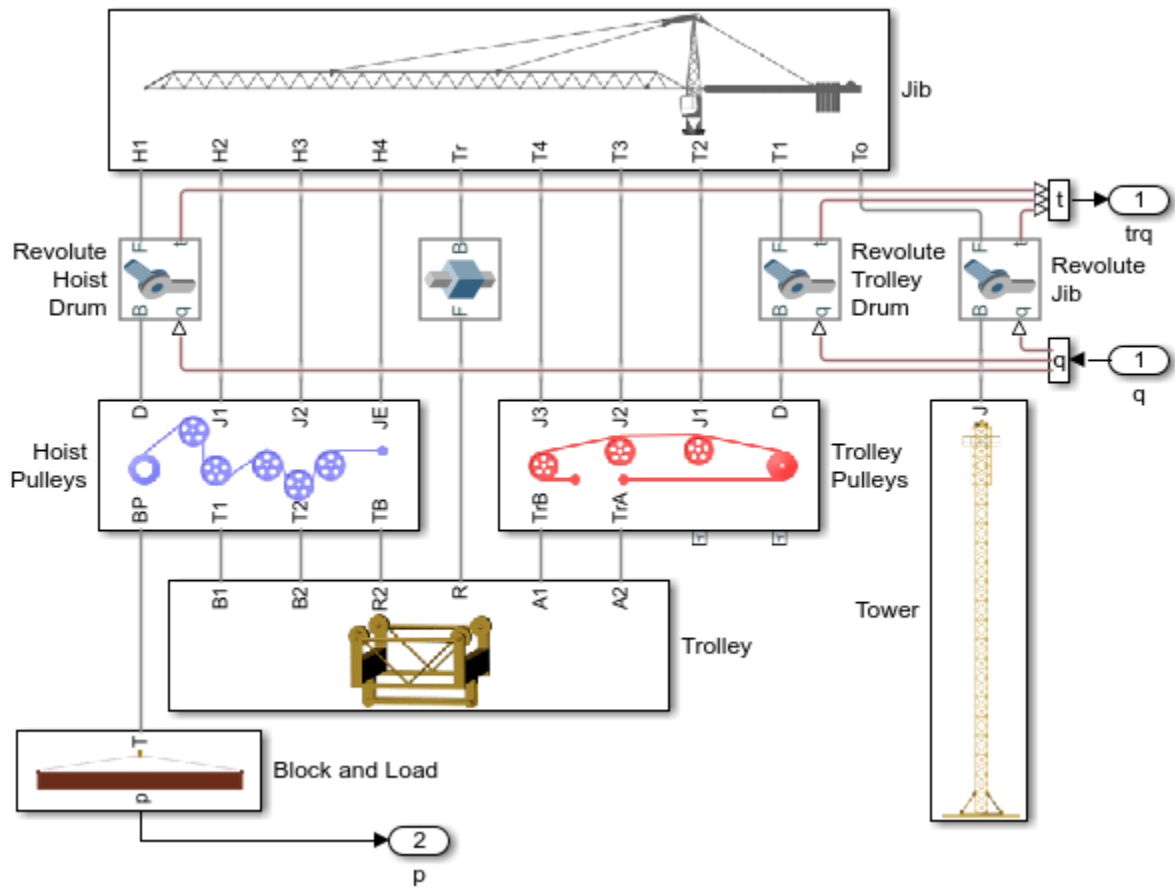 Jib
H1
H2
H3
H4
Tr
T4
T3
T2
T1
To
t
1
trq
Revolute
Hoist
Drum
F
t
B
q
B
F
Revolute
Trolley
Drum
F
t
B
q
Revolute
Jib
F
t
B
q
q
1
q
Hoist
Pulleys
D
J1
J2
JE
BP
T1
T2
TB
Trolley
Pulleys
J3
J2
J1
D
TrB
TrA
Tower
J
B1
B2
R2
R
A1
A2
Trolley
Block and Load
T
p
2
p